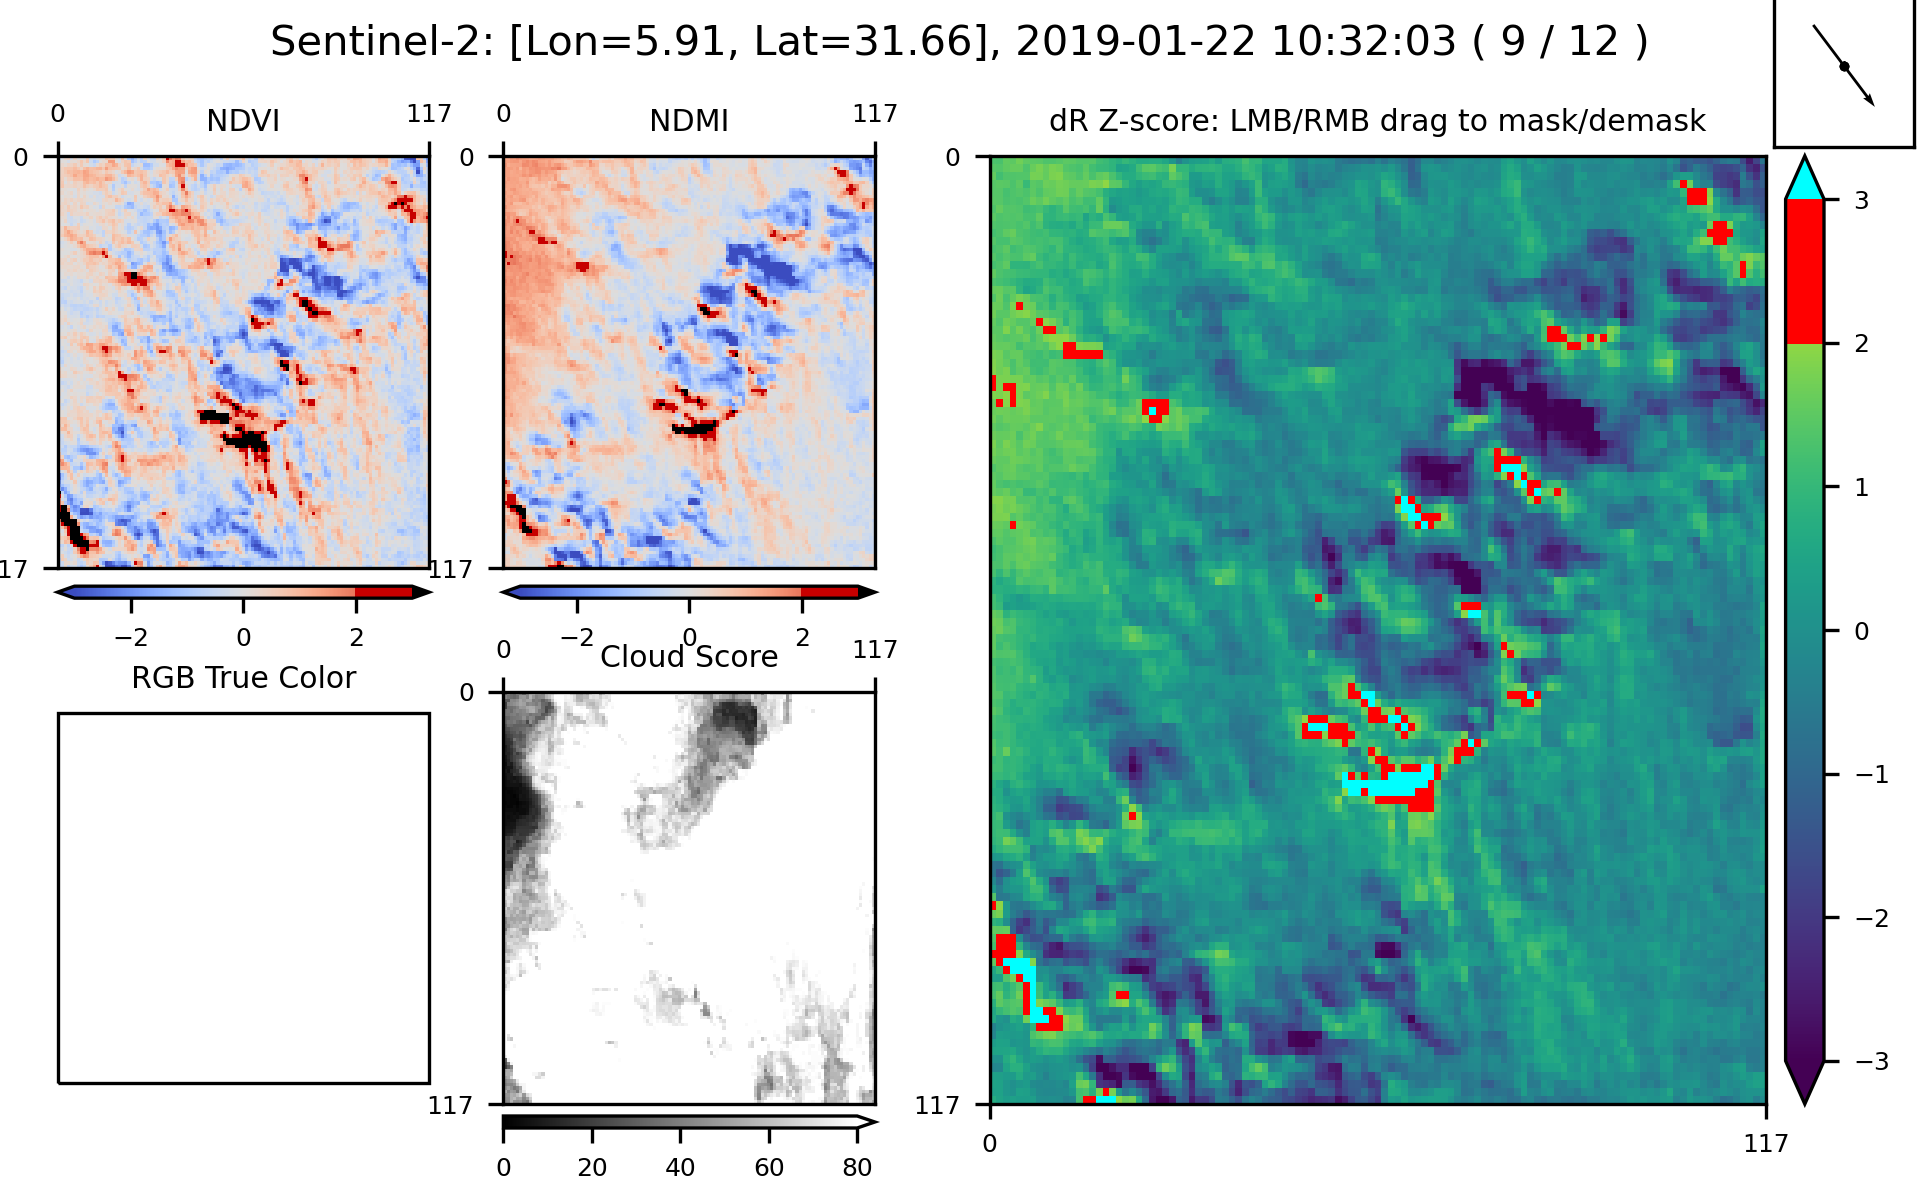 Sentinel-2: [Lon=5.91, Lat=31.66], 2019-01-22 10:32:03 ( 9 / 12 )
0 117 0 117
NDVI NDMI dR Z-score: LMB/RMB drag to mask/demask
0 0 0
3
2
1
0
−1
−2
−3
17 117
−2 0 2 −2 0 2
0 117
RGB True Color Cloud Score
0
117 117
0 117
0 20 40 60 80